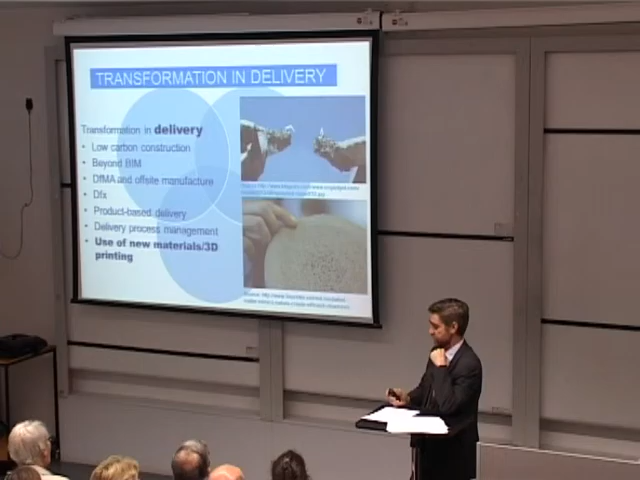 TRANSFORMATION IN DELIVERY
Transformation in delivery
• Low carbon construction
• Beyond BIM
• DfMA and offsite manufacture
• Dfx
• Product-based delivery
• Delivery process management
• Use of new materials/3D
printing